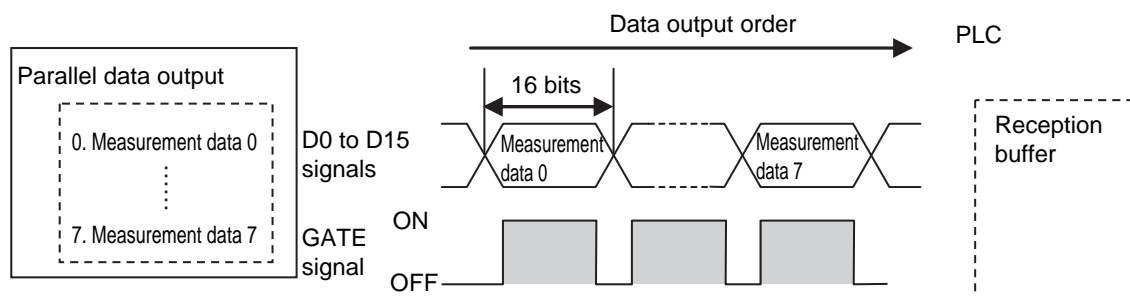 Data output order
PLC
Parallel data output
16 bits
0. Measurement data 0
7. Measurement data 7
D0 to D15
signals
Measurement
data 0
Measurement
data 7
Reception
buffer
GATE
signal
ON
OFF